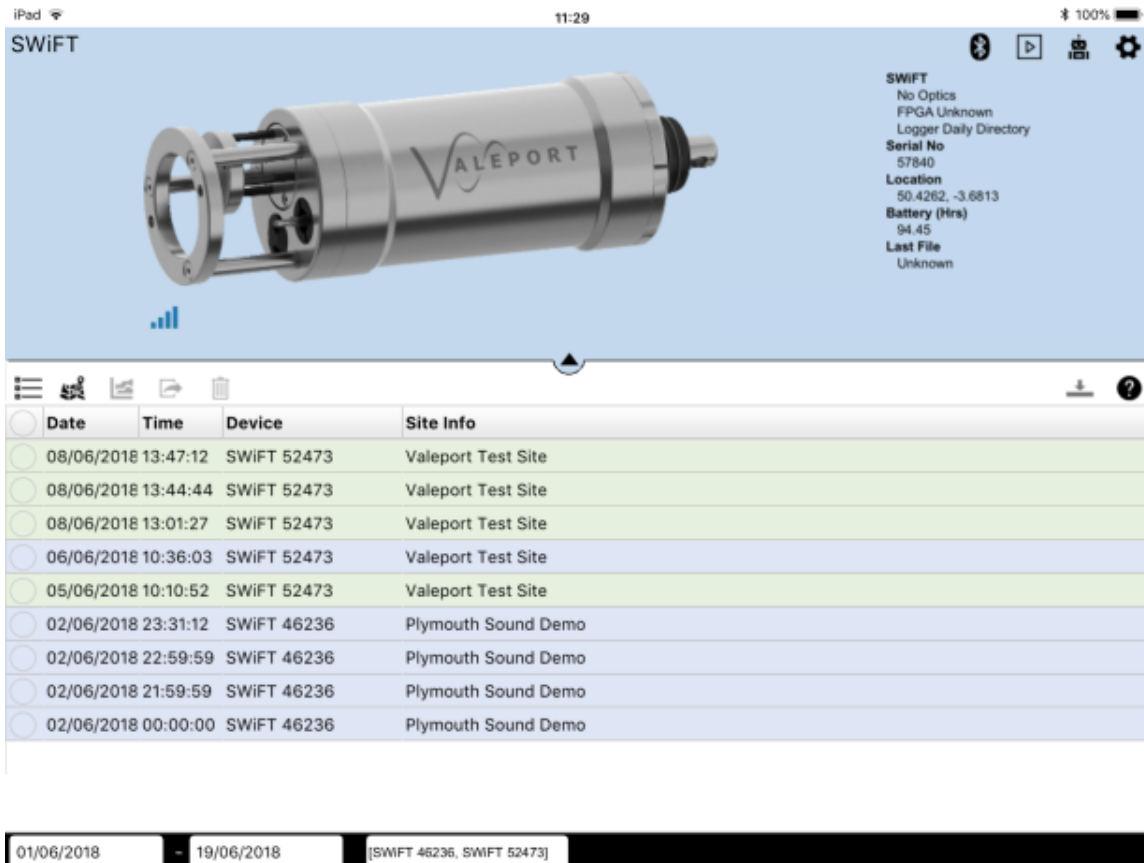 iPad 11:29 100%
SWiFT
SWiFT
No Optics
FPGA Unknown
Logger Daily Directory
Serial No
57840
Location
50.4262, -3.6813
Battery (Hrs)
94.45
Last File
Unknown
VALEPORT
Date Time Device Site Info
08/06/2018 13:47:12 SWiFT 52473 Valeport Test Site
08/06/2018 13:44:44 SWiFT 52473 Valeport Test Site
08/06/2018 13:01:27 SWiFT 52473 Valeport Test Site
06/06/2018 10:36:03 SWiFT 52473 Valeport Test Site
05/06/2018 10:10:52 SWiFT 52473 Valeport Test Site
02/06/2018 23:31:12 SWiFT 46236 Plymouth Sound Demo
02/06/2018 22:59:59 SWiFT 46236 Plymouth Sound Demo
02/06/2018 21:59:59 SWiFT 46236 Plymouth Sound Demo
02/06/2018 00:00:00 SWiFT 46236 Plymouth Sound Demo
01/06/2018 - 19/06/2018 [SWiFT 46236, SWiFT 52473]